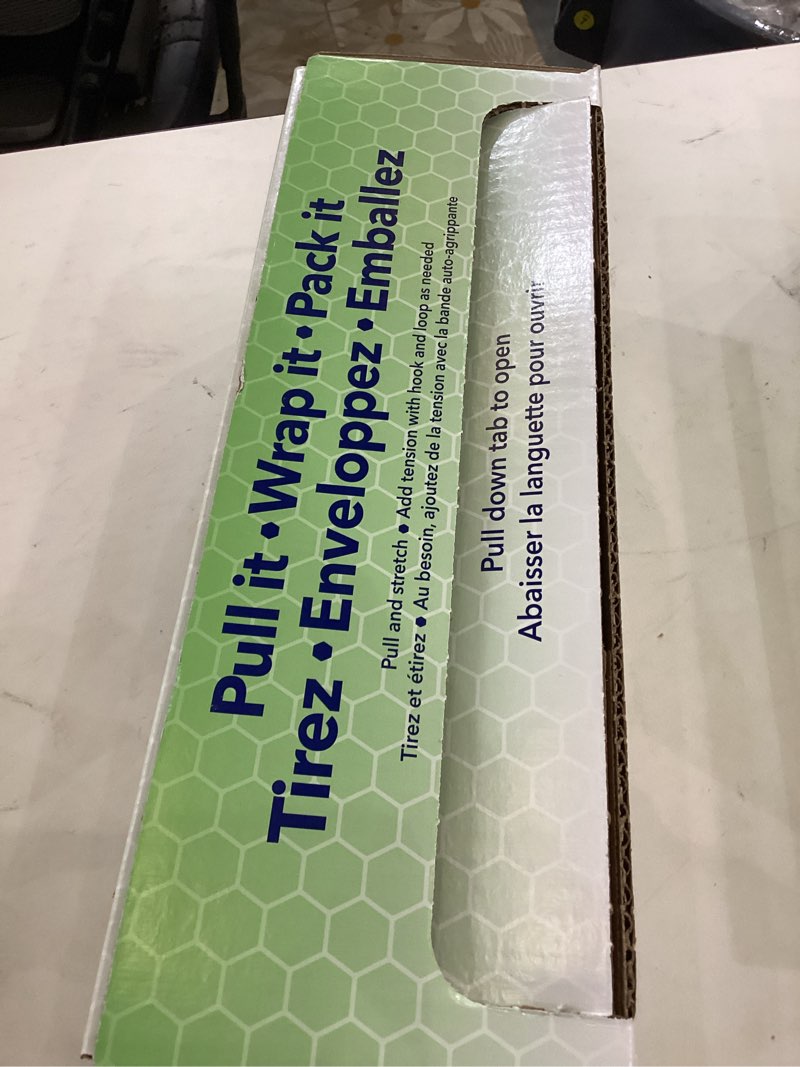 Pull it • Wrap it • Pack it
Tirez • Enveloppez • Emballez
Pull and stretch • Add tension with hook and loop as needed
Tirez et étirez • Au besoin, ajoutez de la tension avec la bande auto-agrippante
Pull down tab to open
Abaisser la languette pour ouvrir